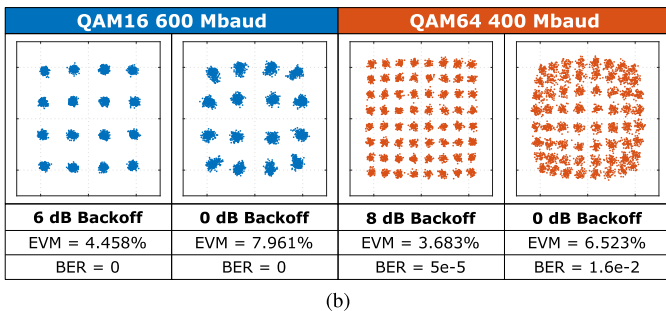 QAM16 600 Mbaud QAM64 400 Mbaud
6 dB Backoff 0 dB Backoff 8 dB Backoff 0 dB Backoff
EVM = 4.458% EVM = 7.961% EVM = 3.683% EVM = 6.523%
BER = 0 BER = 0 BER = 5e-5 BER = 1.6e-2
(b)